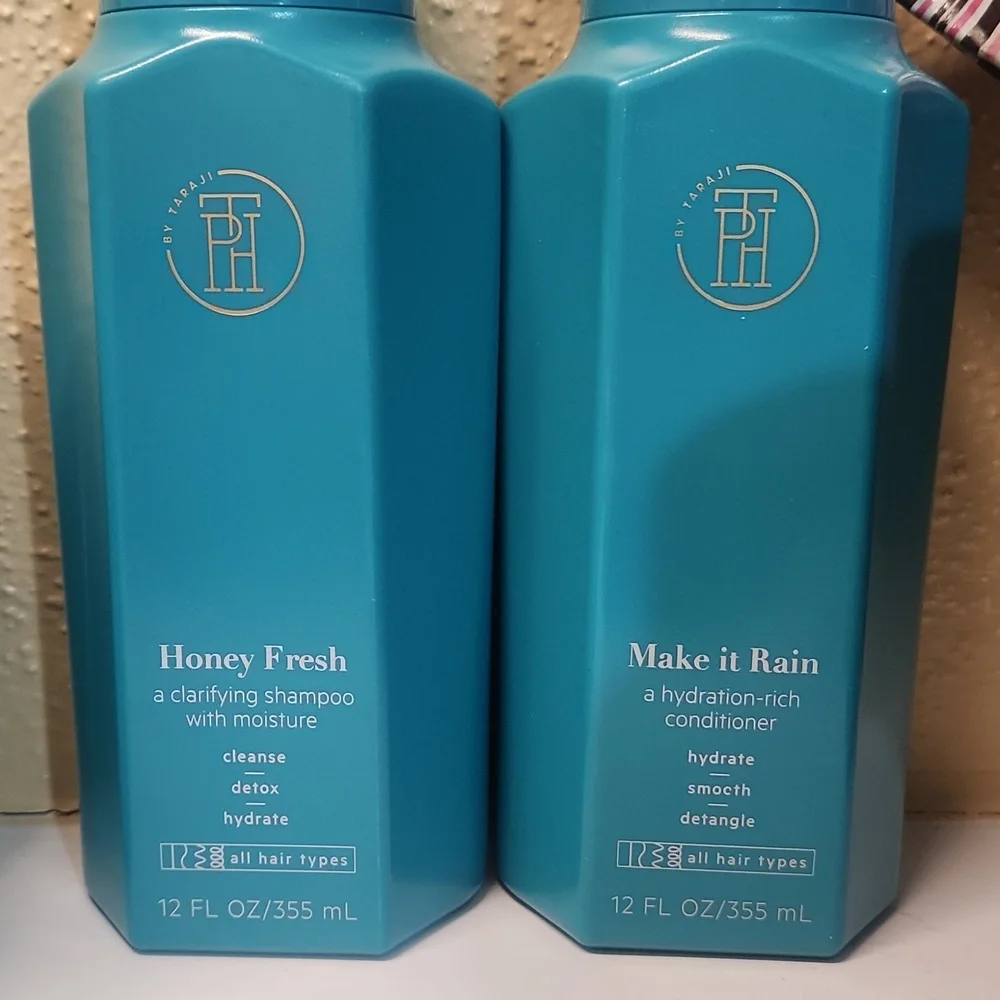 BY TARAJI
TPH
Honey Fresh
a clarifying shampoo
with moisture
cleanse
detox
hydrate
all hair types
12 FL OZ/355 mL
BY TARAJI
TPH
Make it Rain
a hydration-rich
conditioner
hydrate
smooth
detangle
all hair types
12 FL OZ/355 mL